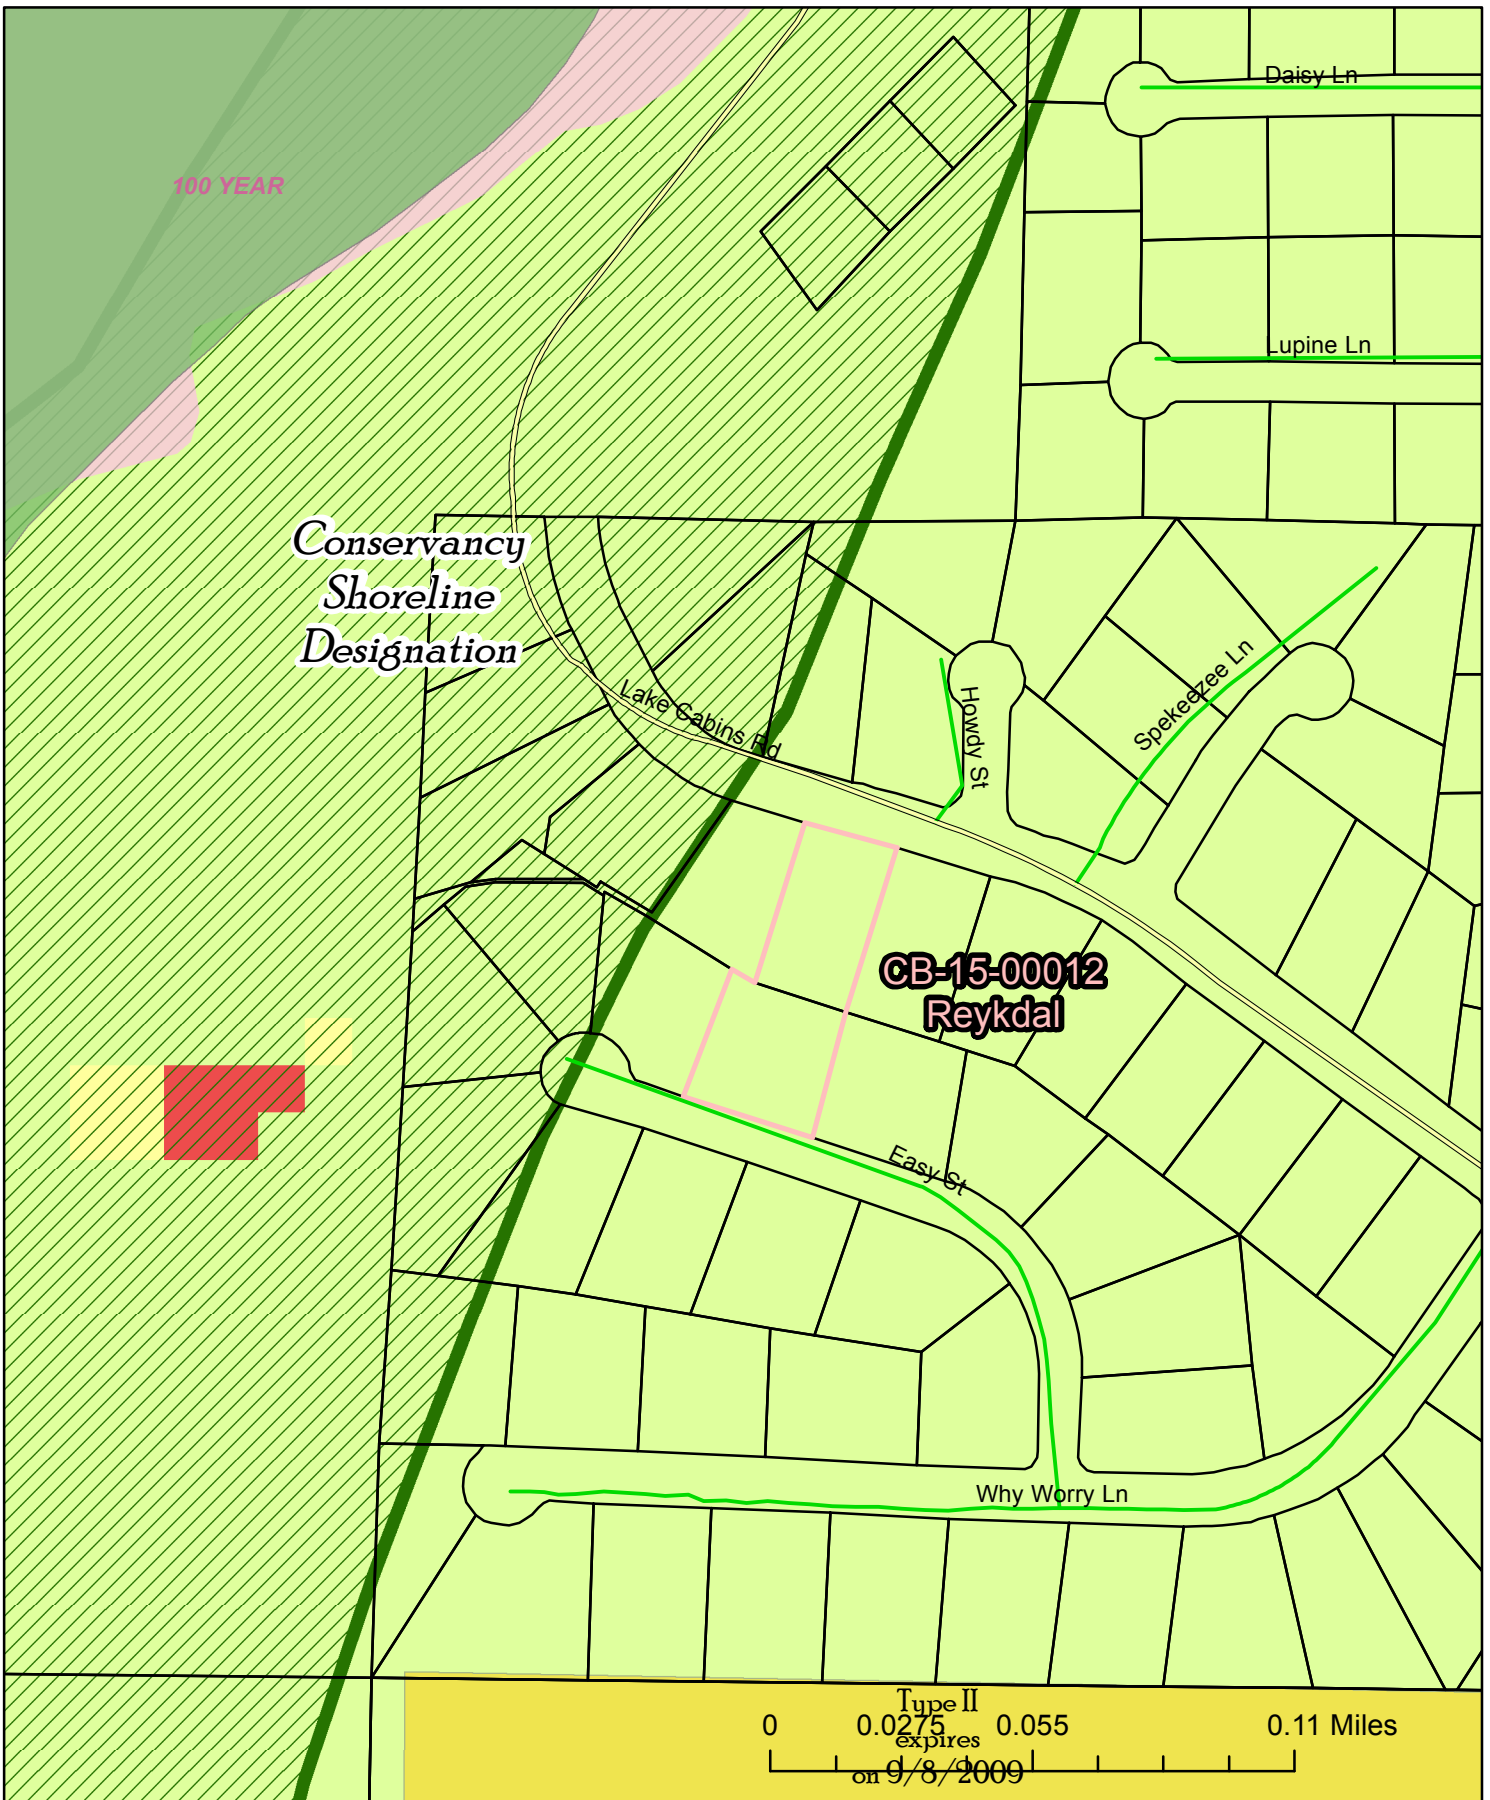 Daisy Ln
100 YEAR
Lupine Ln
Conservancy
Shoreline
Designation
Spekeezee Ln
Howdy St
Lake Cabins Rd
CB-15-00012
Reykdal
Easy St
Why Worry Ln
Type II
expires
on 9/8/2009
0 0.0275 0.055 0.11 Miles